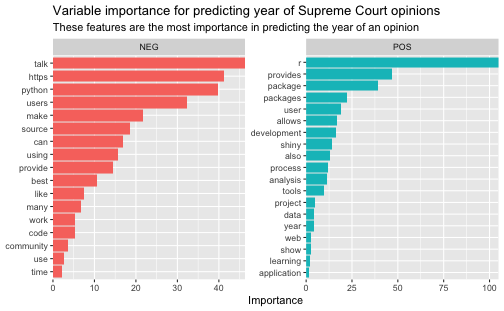 Variable importance for predicting year of Supreme Court opinions
These features are the most importance in predicting the year of an opinion
NEG
talk
https
python
users
make
source
can
using
provide
best
like
many
work
code
community
use
time
0 10 20 30 40
POS
r
provides
package
packages
user
allows
development
shiny
also
process
analysis
tools
project
data
year
web
show
learning
application
0 25 50 75 100
Importance